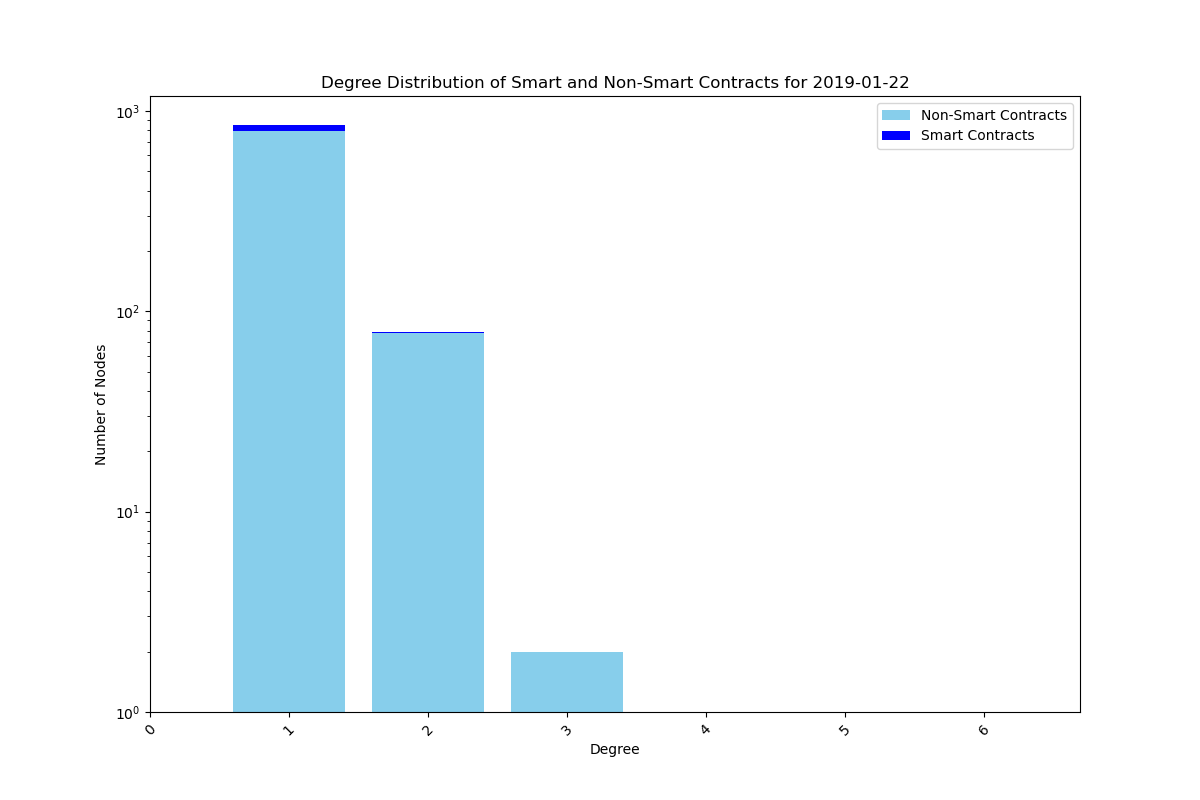 Degree Distribution of Smart and Non-Smart Contracts for 2019-01-22
Non-Smart Contracts
Smart Contracts
Number of Nodes
10³
10²
10¹
10⁰
0 1 2 3 4 5 6
Degree